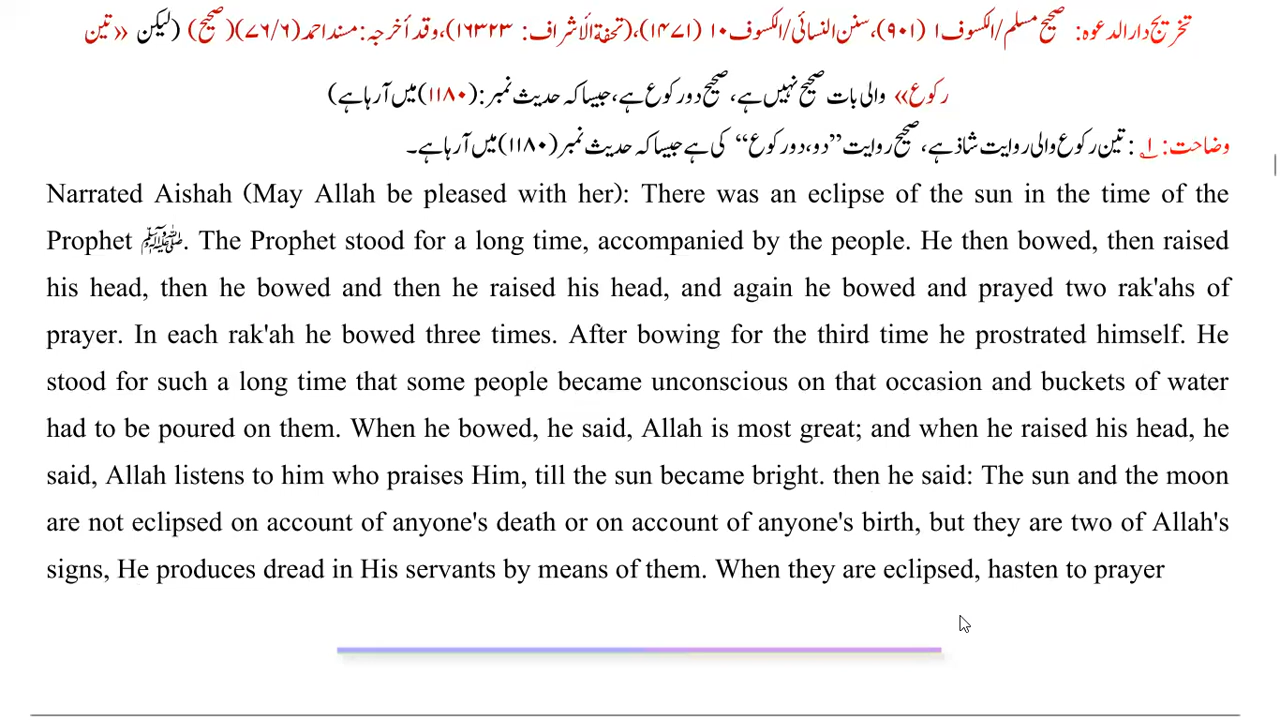 تخریج دارالدعوہ: صحیح مسلم/الکسوف ۱ (۹۰۱)، سنن النسائی/الکسوف ۱۰ (۱۴۷۱)، (تحفۃ الأشراف: ۱۶۳۲۳)، وقد أخرجہ: مسند احمد (۷۶/۶) (صحیح) (لیکن «تین
رکوع» والی بات صحیح نہیں ہے، صحیح دو رکوع ہے، جیسا کہ حدیث نمبر: (۱۱۸۰) میں آ رہا ہے)
وضاحت: ۱؎: تین رکوع والی روایت شاذ ہے، صحیح روایت ”دو، دو رکوع“ کی ہے جیسا کہ حدیث نمبر (۱۱۸۰) میں آ رہا ہے۔
Narrated Aishah (May Allah be pleased with her): There was an eclipse of the sun in the time of the
Prophet ﷺ. The Prophet stood for a long time, accompanied by the people. He then bowed, then raised
his head, then he bowed and then he raised his head, and again he bowed and prayed two rak'ahs of
prayer. In each rak'ah he bowed three times. After bowing for the third time he prostrated himself. He
stood for such a long time that some people became unconscious on that occasion and buckets of water
had to be poured on them. When he bowed, he said, Allah is most great; and when he raised his head, he
said, Allah listens to him who praises Him, till the sun became bright. then he said: The sun and the moon
are not eclipsed on account of anyone's death or on account of anyone's birth, but they are two of Allah's
signs, He produces dread in His servants by means of them. When they are eclipsed, hasten to prayer